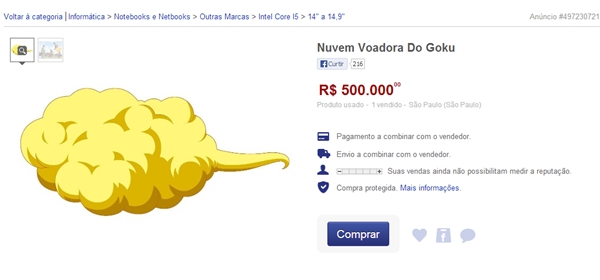 Voltar à categoria | Informática > Notebooks e Netbooks > Outras Marcas > Intel Core I5 > 14" a 14,9"
Anúncio #497230721
Nuvem Voadora Do Goku
Curtir 216
R$ 500.000⁰⁰
Produto usado - 1 vendido - São Paulo (São Paulo)
Pagamento a combinar com o vendedor.
Envio a combinar com o vendedor.
Suas vendas ainda não possibilitam medir a reputação.
Compra protegida. Mais informações.
Comprar